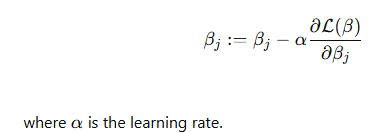 βⱼ := βⱼ − α ∂ℒ(β)/∂βⱼ
where α is the learning rate.